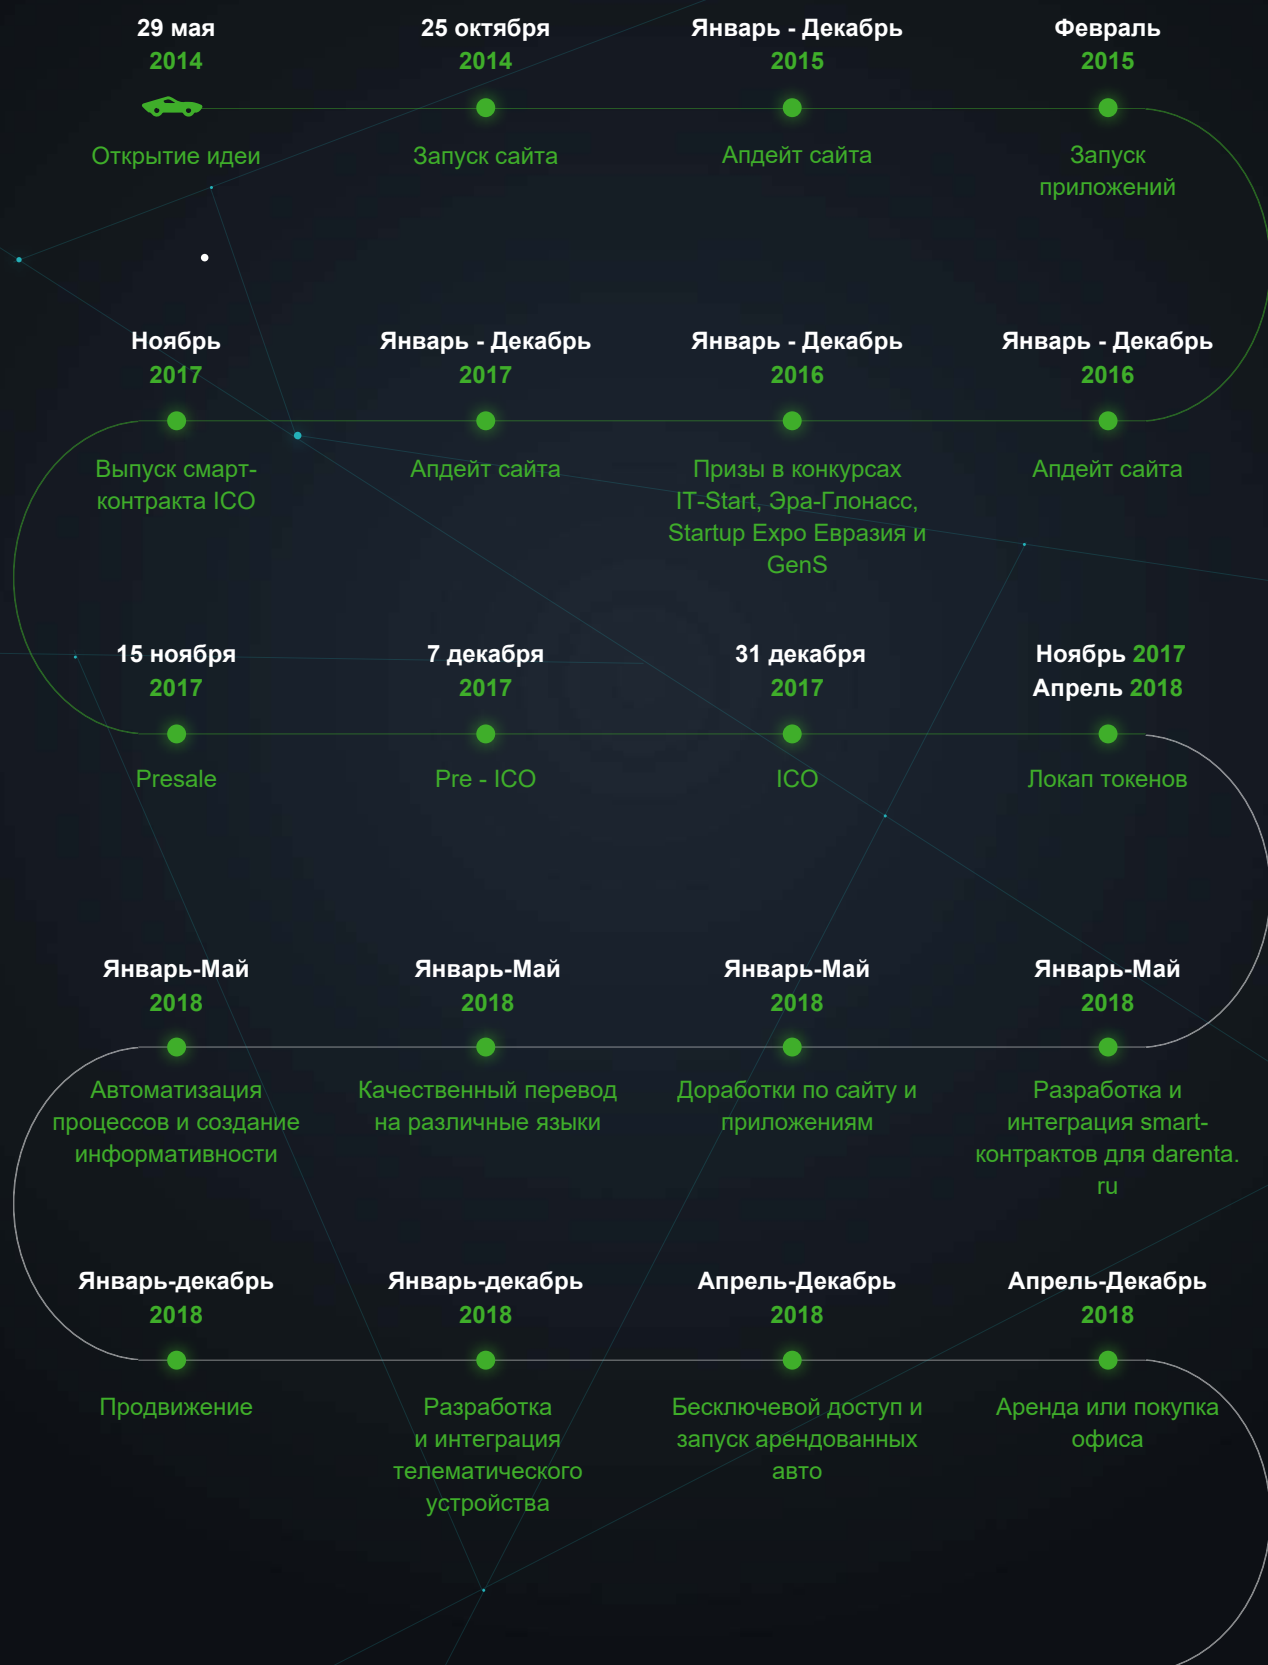 29 мая
2014
Открытие идеи
25 октября
2014
Запуск сайта
Январь - Декабрь
2015
Апдейт сайта
Февраль
2015
Запуск
приложений
Ноябрь
2017
Выпуск смарт-
контракта ICO
Январь - Декабрь
2017
Апдейт сайта
Январь - Декабрь
2016
Призы в конкурсах
IT-Start, Эра-Глонасс,
Startup Expo Евразия и
GenS
Январь - Декабрь
2016
Апдейт сайта
15 ноября
2017
Presale
7 декабря
2017
Pre - ICO
31 декабря
2017
ICO
Ноябрь 2017
Апрель 2018
Локап токенов
Январь-Май
2018
Автоматизация
процессов и создание
информативности
Январь-Май
2018
Качественный перевод
на различные языки
Январь-Май
2018
Доработки по сайту и
приложениям
Январь-Май
2018
Разработка и
интеграция smart-
контрактов для darenta.
ru
Январь-декабрь
2018
Продвижение
Январь-декабрь
2018
Разработка
и интеграция
телематического
устройства
Апрель-Декабрь
2018
Бесключевой доступ и
запуск арендованных
авто
Апрель-Декабрь
2018
Аренда или покупка
офиса